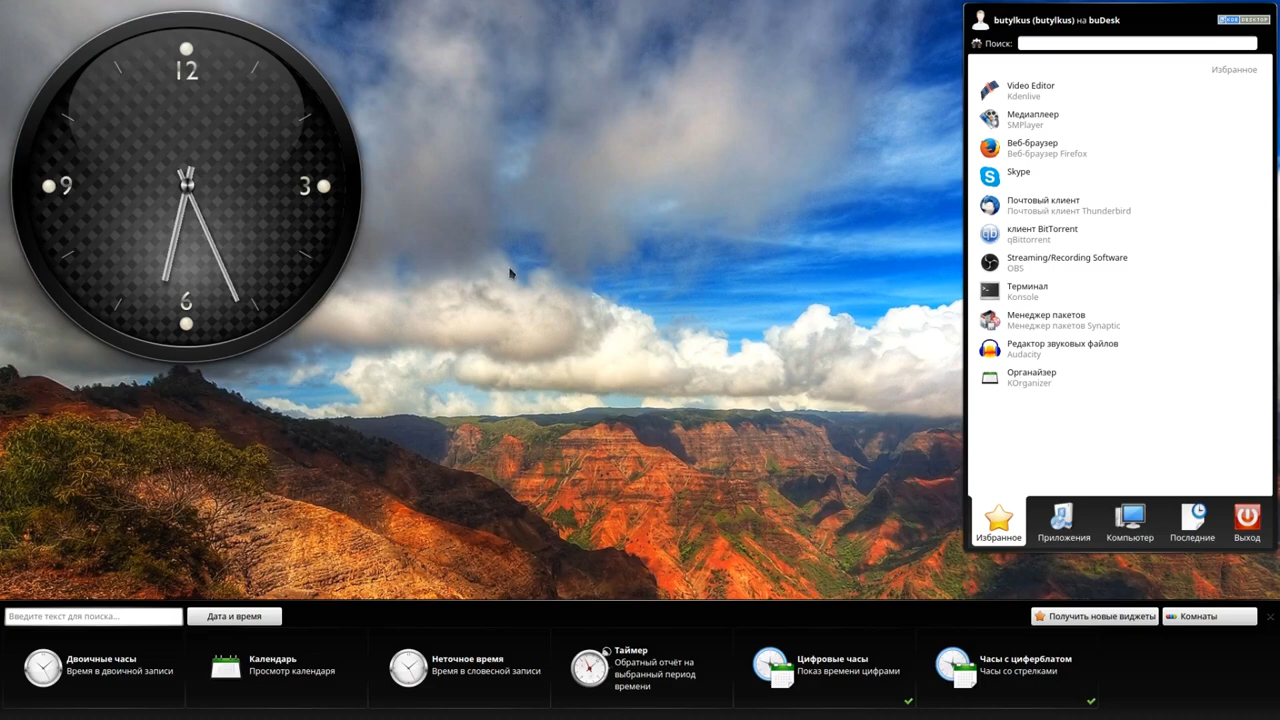 12
9
3
6
butylkus (butylkus) на buDesk
KDE DESKTOP
Поиск:
Избранное
Video Editor
Kdenlive
Медиаплеер
SMPlayer
Веб-браузер
Веб-браузер Firefox
Skype
Почтовый клиент
Почтовый клиент Thunderbird
клиент BitTorrent
qBittorrent
Streaming/Recording Software
OBS
Терминал
Konsole
Менеджер пакетов
Менеджер пакетов Synaptic
Редактор звуковых файлов
Audacity
Органайзер
KOrganizer
Избранное
Приложения
Компьютер
Последние
Выход
Введите текст для поиска...
Дата и время
Получить новые виджеты
Комнаты
Двоичные часы
Время в двоичной записи
Календарь
Просмотр календаря
Неточное время
Время в словесной записи
Таймер
Обратный отчёт на
выбранный период
времени
Цифровые часы
Показ времени цифрами
Часы с циферблатом
Часы со стрелками